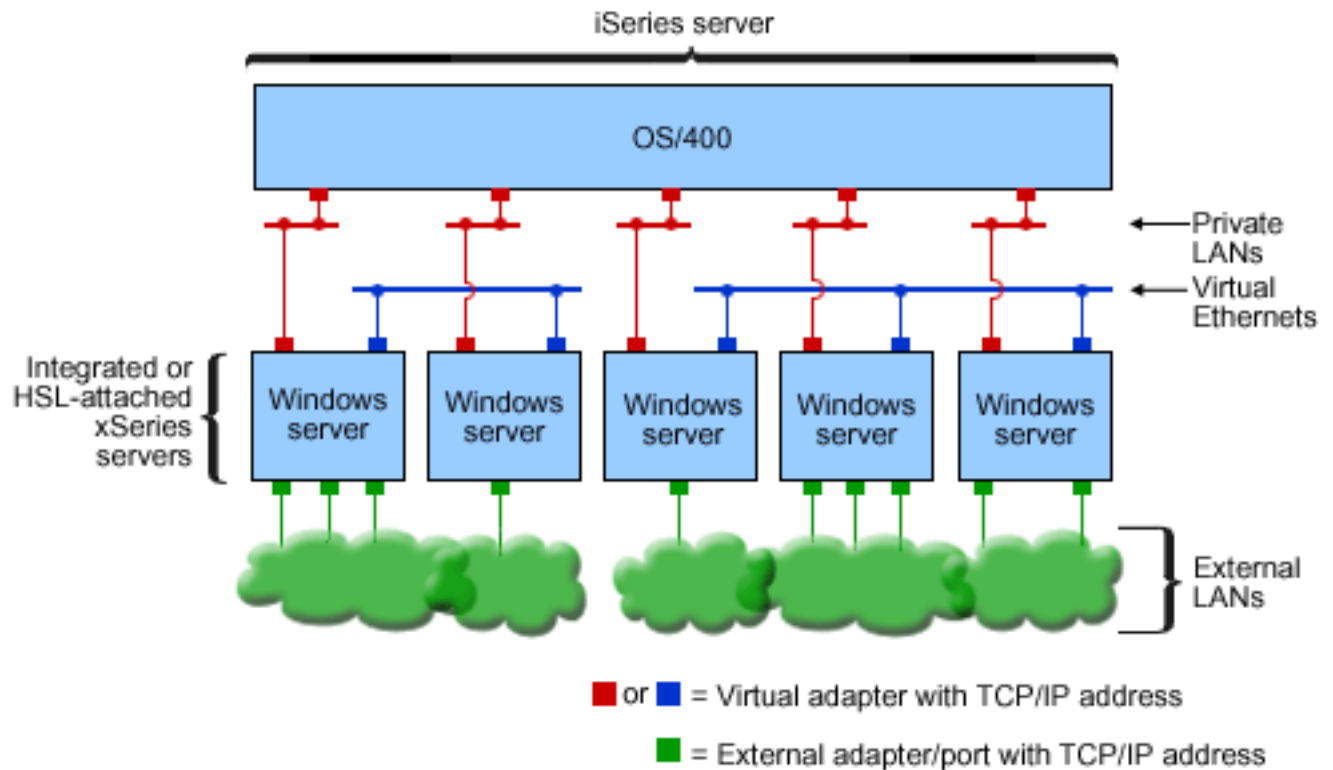 iSeries server
OS/400
Private
LANs
Virtual
Ethernets
Integrated or
HSL-attached
xSeries
servers
Windows
server
Windows
server
Windows
server
Windows
server
Windows
server
External
LANs
or = Virtual adapter with TCP/IP address
= External adapter/port with TCP/IP address